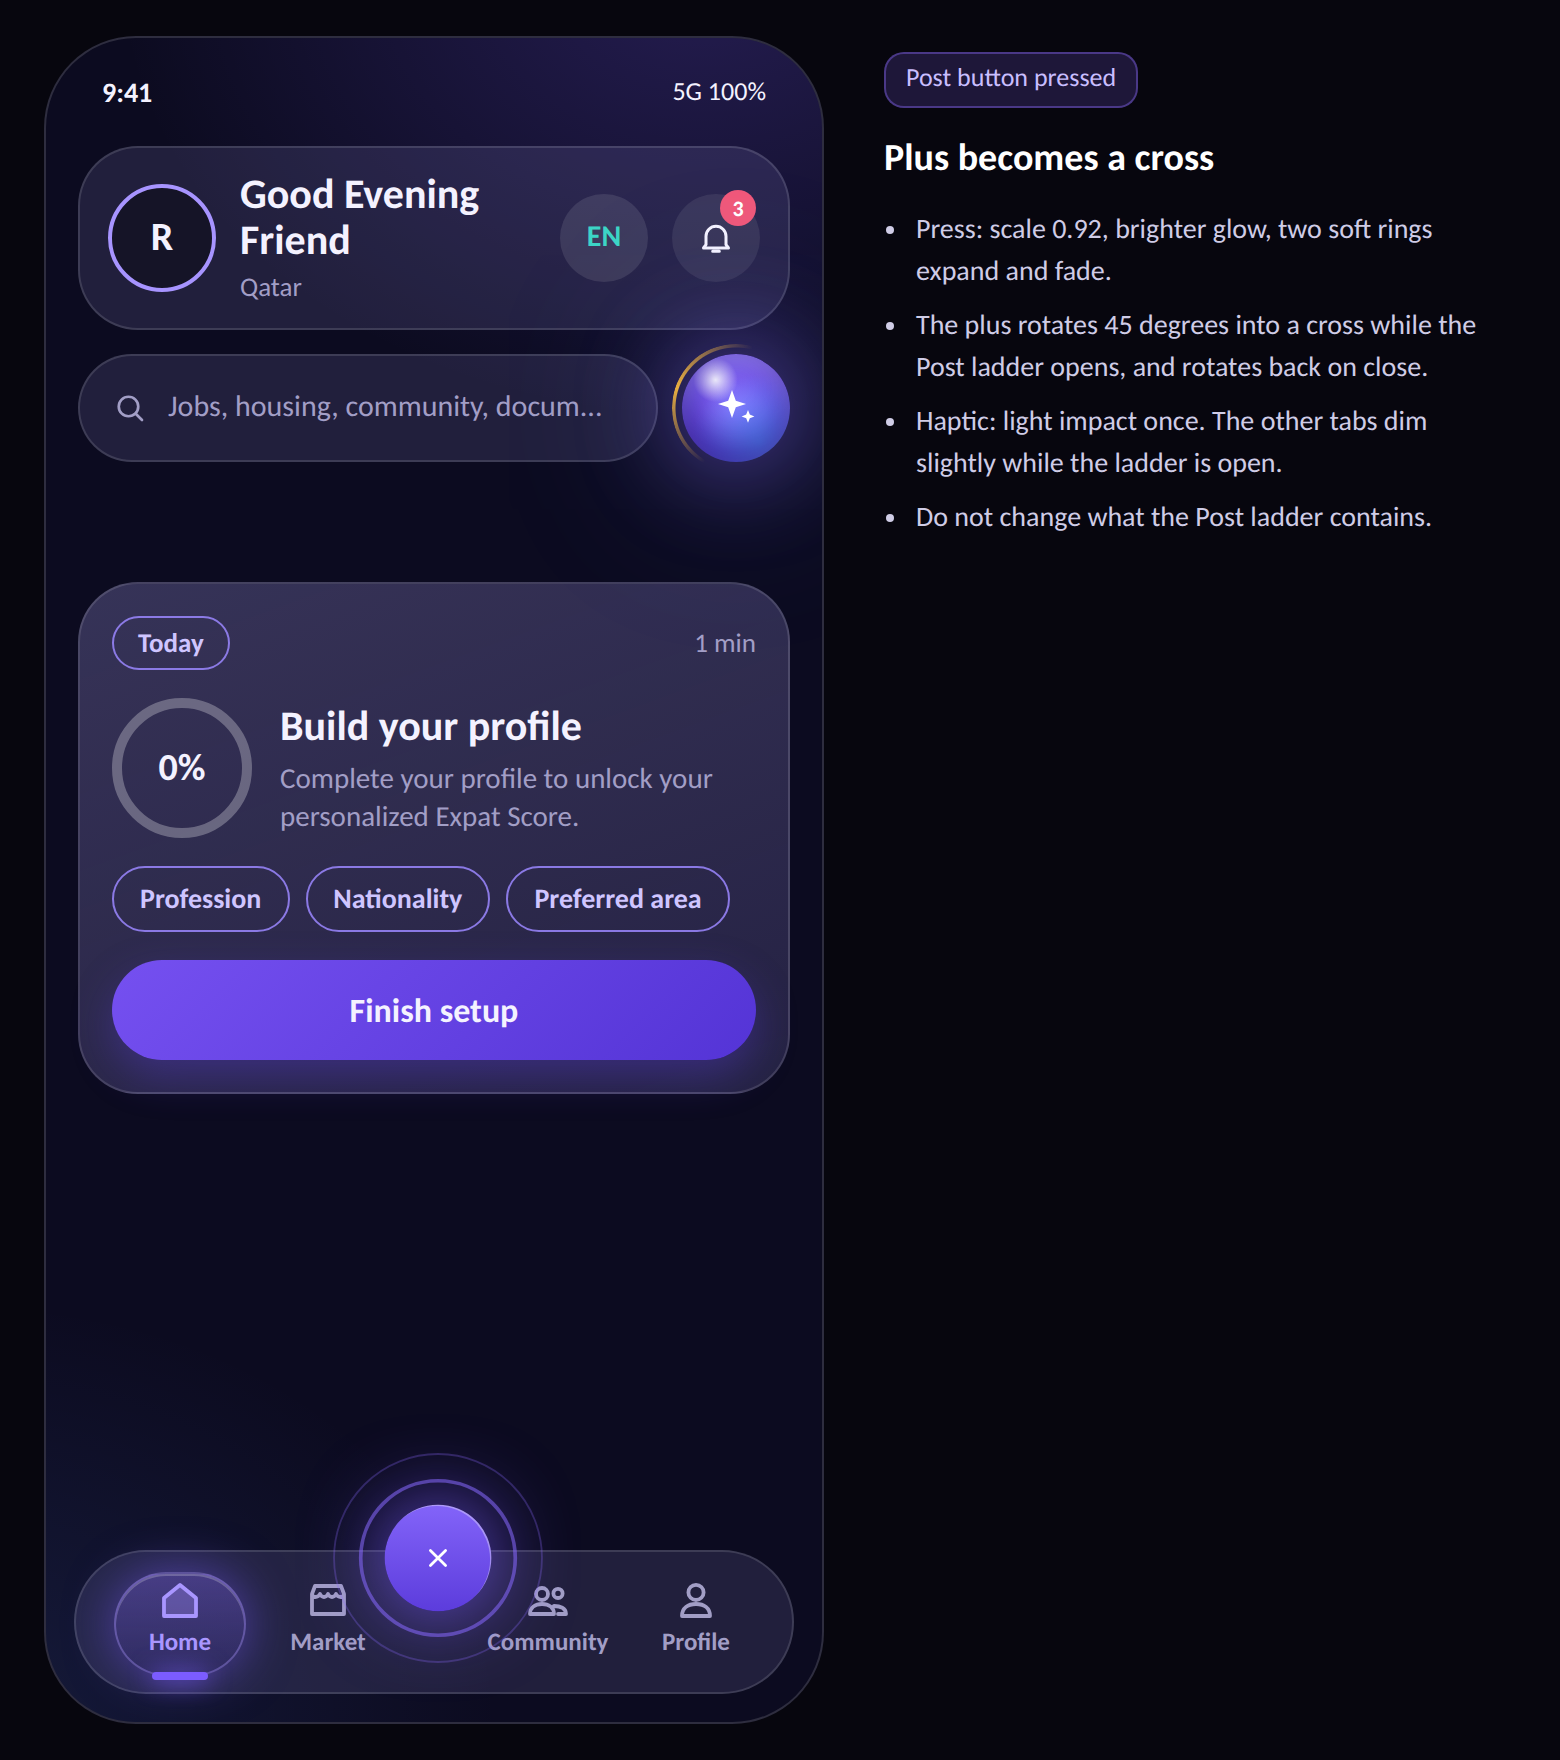 9:41
5G 100%
R
Good Evening
Friend
Qatar
EN
3
Jobs, housing, community, docum...
Today
1 min
0%
Build your profile
Complete your profile to unlock your
personalized Expat Score.
Profession
Nationality
Preferred area
Finish setup
Home
Market
Community
Profile
Post button pressed
Plus becomes a cross
• Press: scale 0.92, brighter glow, two soft rings
expand and fade.
• The plus rotates 45 degrees into a cross while the
Post ladder opens, and rotates back on close.
• Haptic: light impact once. The other tabs dim
slightly while the ladder is open.
• Do not change what the Post ladder contains.